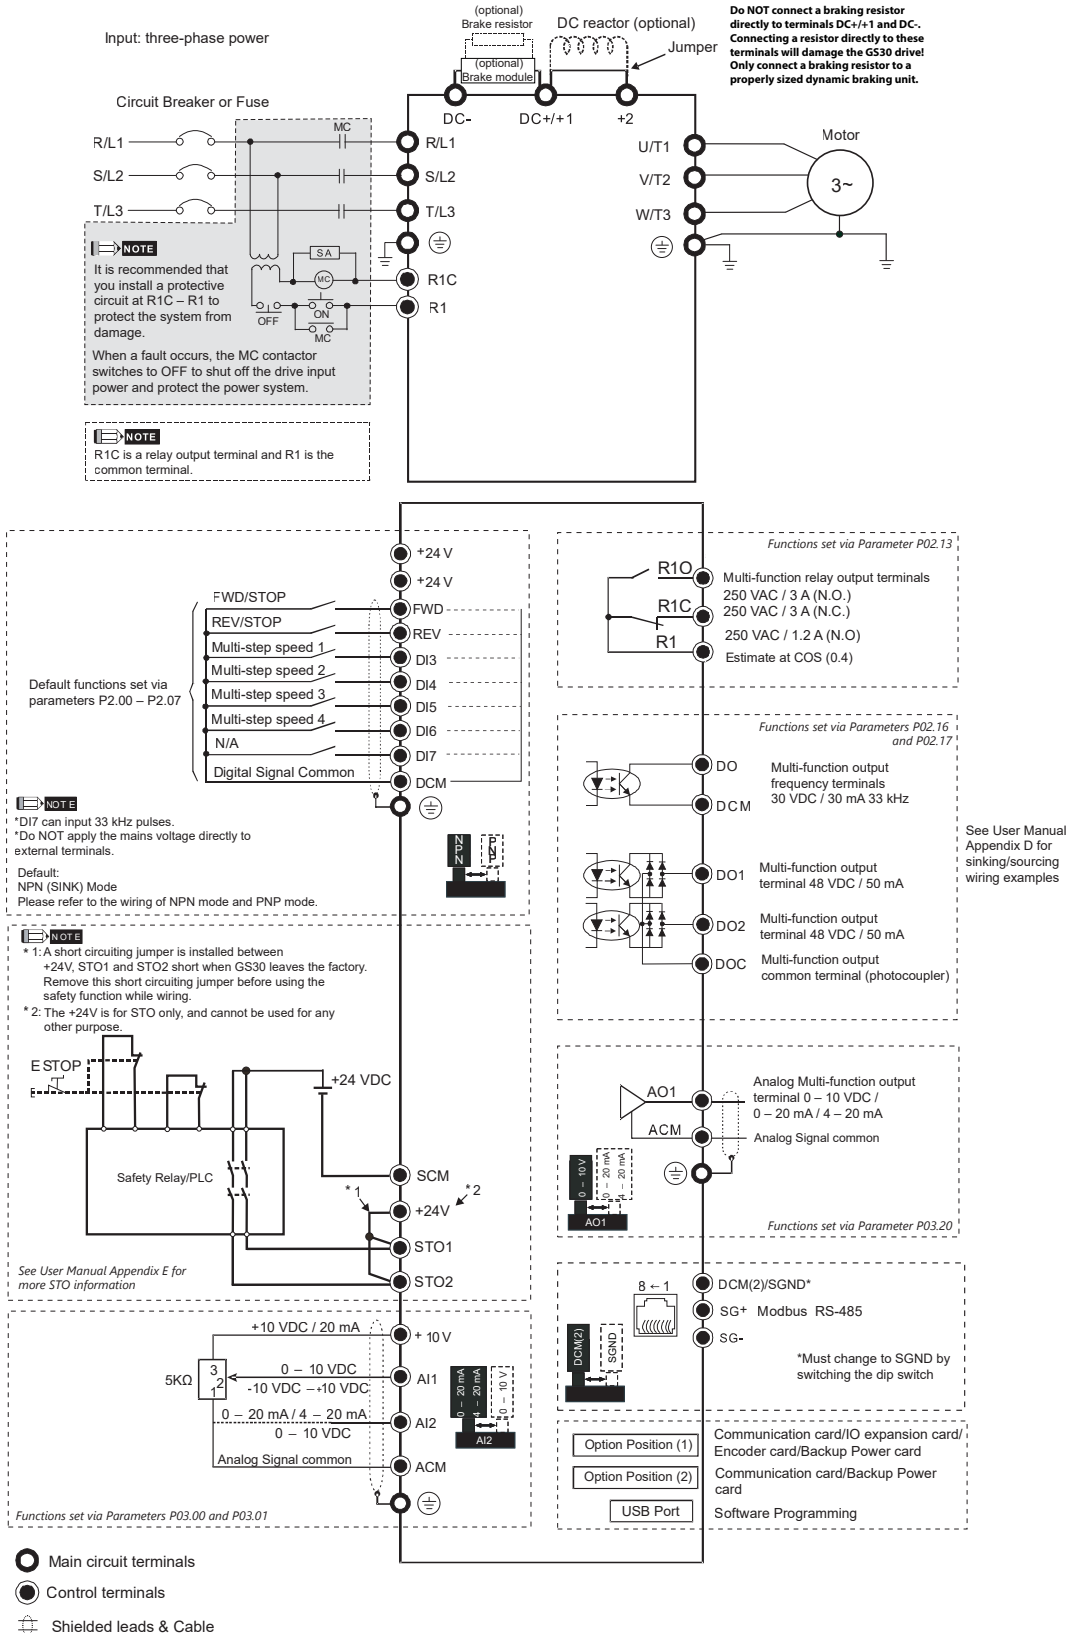 Input: three-phase power
(optional)
Brake resistor
(optional)
Brake module
DC reactor (optional)
Jumper
Do NOT connect a braking resistor
directly to terminals DC+/+1 and DC-.
Connecting a resistor directly to these
terminals will damage the GS30 drive!
Only connect a braking resistor to a
properly sized dynamic braking unit.
DC-
DC+/+1
+2
Circuit Breaker or Fuse
R/L1
MC
R/L1
S/L2
S/L2
T/L3
T/L3
U/T1
V/T2
W/T3
Motor
3~
NOTE
It is recommended that
you install a protective
circuit at R1C – R1 to
protect the system from
damage.
When a fault occurs, the MC contactor
switches to OFF to shut off the drive input
power and protect the power system.
SA
MC
ON
OFF
MC
R1C
R1
NOTE
R1C is a relay output terminal and R1 is the
common terminal.
+24 V
+24 V
FWD/STOP
FWD
REV/STOP
REV
Multi-step speed 1
DI3
Multi-step speed 2
DI4
Multi-step speed 3
DI5
Multi-step speed 4
DI6
N/A
DI7
Digital Signal Common
DCM
Default functions set via
parameters P2.00 – P2.07
NOTE
*DI7 can input 33 kHz pulses.
*Do NOT apply the mains voltage directly to
external terminals.
Default:
NPN (SINK) Mode
Please refer to the wiring of NPN mode and PNP mode.
NPN
PNP
NOTE
* 1: A short circuiting jumper is installed between
+24V, STO1 and STO2 short when GS30 leaves the factory.
Remove this short circuiting jumper before using the
safety function while wiring.
* 2: The +24V is for STO only, and cannot be used for any
other purpose.
ESTOP
+24 VDC
Safety Relay/PLC
SCM
* 1
* 2
+24V
STO1
STO2
See User Manual Appendix E for
more STO information
+10 VDC / 20 mA
+10V
5KΩ
3
2
1
0 – 10 VDC
-10 VDC – +10 VDC
AI1
0 – 20 mA / 4 – 20 mA
0 – 10 VDC
AI2
Analog Signal common
ACM
0 – 20 mA
4 – 20 mA
0 – 10 V
AI2
Functions set via Parameters P03.00 and P03.01
Functions set via Parameter P02.13
R1O
R1C
R1
Multi-function relay output terminals
250 VAC / 3 A (N.O.)
250 VAC / 3 A (N.C.)
250 VAC / 1.2 A (N.O)
Estimate at COS (0.4)
Functions set via Parameters P02.16
and P02.17
DO
DCM
Multi-function output
frequency terminals
30 VDC / 30 mA 33 kHz
DO1
Multi-function output
terminal 48 VDC / 50 mA
DO2
Multi-function output
terminal 48 VDC / 50 mA
DOC
Multi-function output
common terminal (photocoupler)
See User Manual
Appendix D for
sinking/sourcing
wiring examples
AO1
ACM
Analog Multi-function output
terminal 0 – 10 VDC /
0 – 20 mA / 4 – 20 mA
Analog Signal common
0 – 10 V
0 – 20 mA
4 – 20 mA
AO1
Functions set via Parameter P03.20
8 ← 1
DCM(2)/SGND*
SG+ Modbus RS-485
SG-
DCM(2)
SGND
*Must change to SGND by
switching the dip switch
Option Position (1)
Communication card/IO expansion card/
Encoder card/Backup Power card
Option Position (2)
Communication card/Backup Power
card
USB Port
Software Programming
Main circuit terminals
Control terminals
Shielded leads & Cable